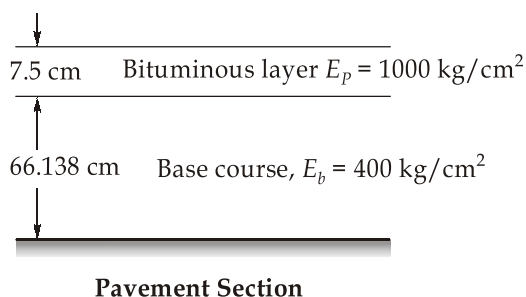 7.5 cm Bituminous layer E_P = 1000 kg/cm²
66.138 cm Base course, E_b = 400 kg/cm²
Pavement Section